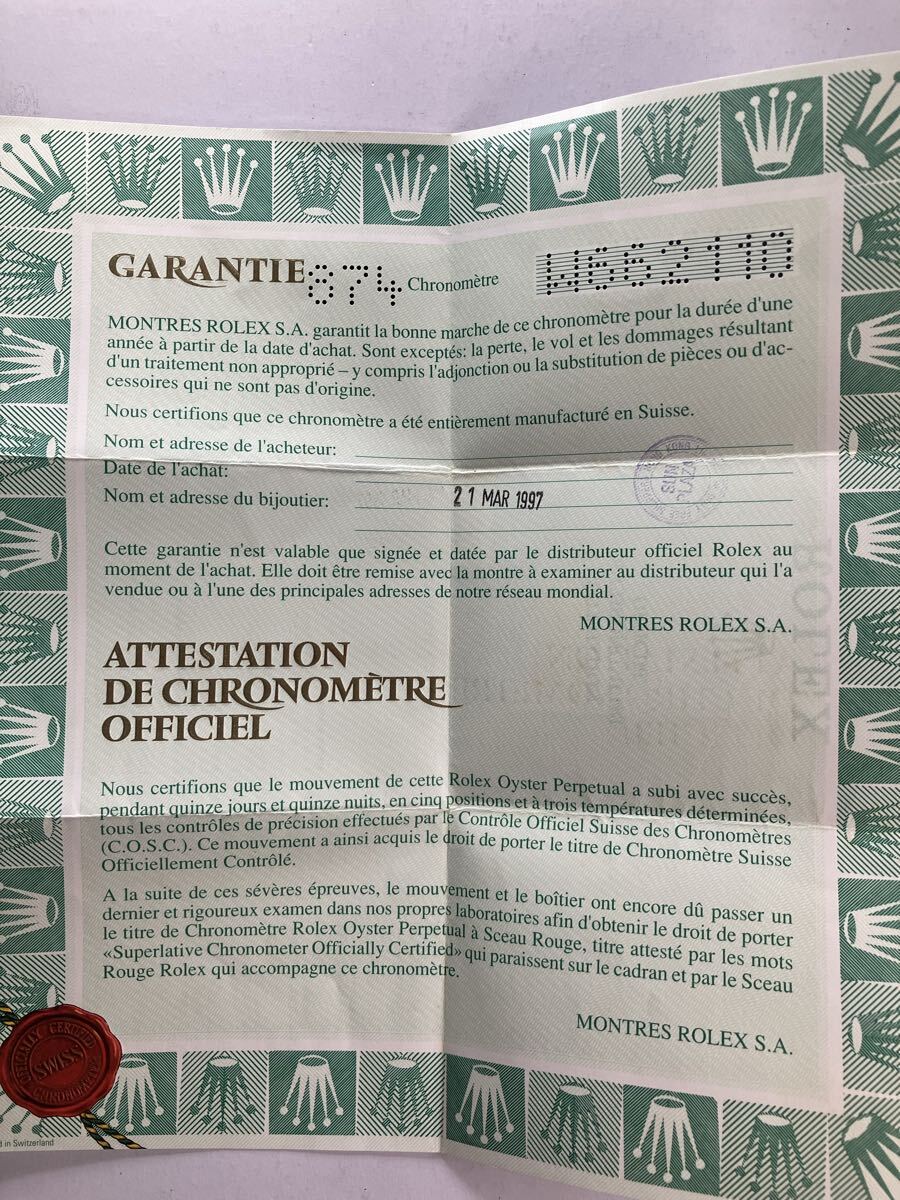 GARANTIE 874 Chronomètre W662110
MONTRES ROLEX S.A. garantit la bonne marche de ce chronomètre pour la durée d'une
année à partir de la date d'achat. Sont exceptés: la perte, le vol et les dommages résultant
d'un traitement non approprié – y compris l'adjonction ou la substitution de pièces ou d'ac-
cessoires qui ne sont pas d'origine.
Nous certifions que ce chronomètre a été entièrement manufacturé en Suisse.
Nom et adresse de l'acheteur:
Date de l'achat:
Nom et adresse du bijoutier: 21 MAR 1997
KONG
SUN
PLAZA
Cette garantie n'est valable que signée et datée par le distributeur officiel Rolex au
moment de l'achat. Elle doit être remise avec la montre à examiner au distributeur qui l'a
vendue ou à l'une des principales adresses de notre réseau mondial.
MONTRES ROLEX S.A.
ROLEX
ATTESTATION
DE CHRONOMÈTRE
OFFICIEL
Nous certifions que le mouvement de cette Rolex Oyster Perpetual a subi avec succès,
pendant quinze jours et quinze nuits, en cinq positions et à trois températures déterminées,
tous les contrôles de précision effectués par le Contrôle Officiel Suisse des Chronomètres
(C.O.S.C.). Ce mouvement a ainsi acquis le droit de porter le titre de Chronomètre Suisse
Officiellement Contrôlé.
A la suite de ces sévères épreuves, le mouvement et le boîtier ont encore dû passer un
dernier et rigoureux examen dans nos propres laboratoires afin d'obtenir le droit de porter
le titre de Chronomètre Rolex Oyster Perpetual à Sceau Rouge, titre attesté par les mots
«Superlative Chronometer Officially Certified» qui paraissent sur le cadran et par le Sceau
Rouge Rolex qui accompagne ce chronomètre.
MONTRES ROLEX S.A.
OFFICIALLY CERTIFIED
SWISS
CHRONOMETER
d in Switzerland